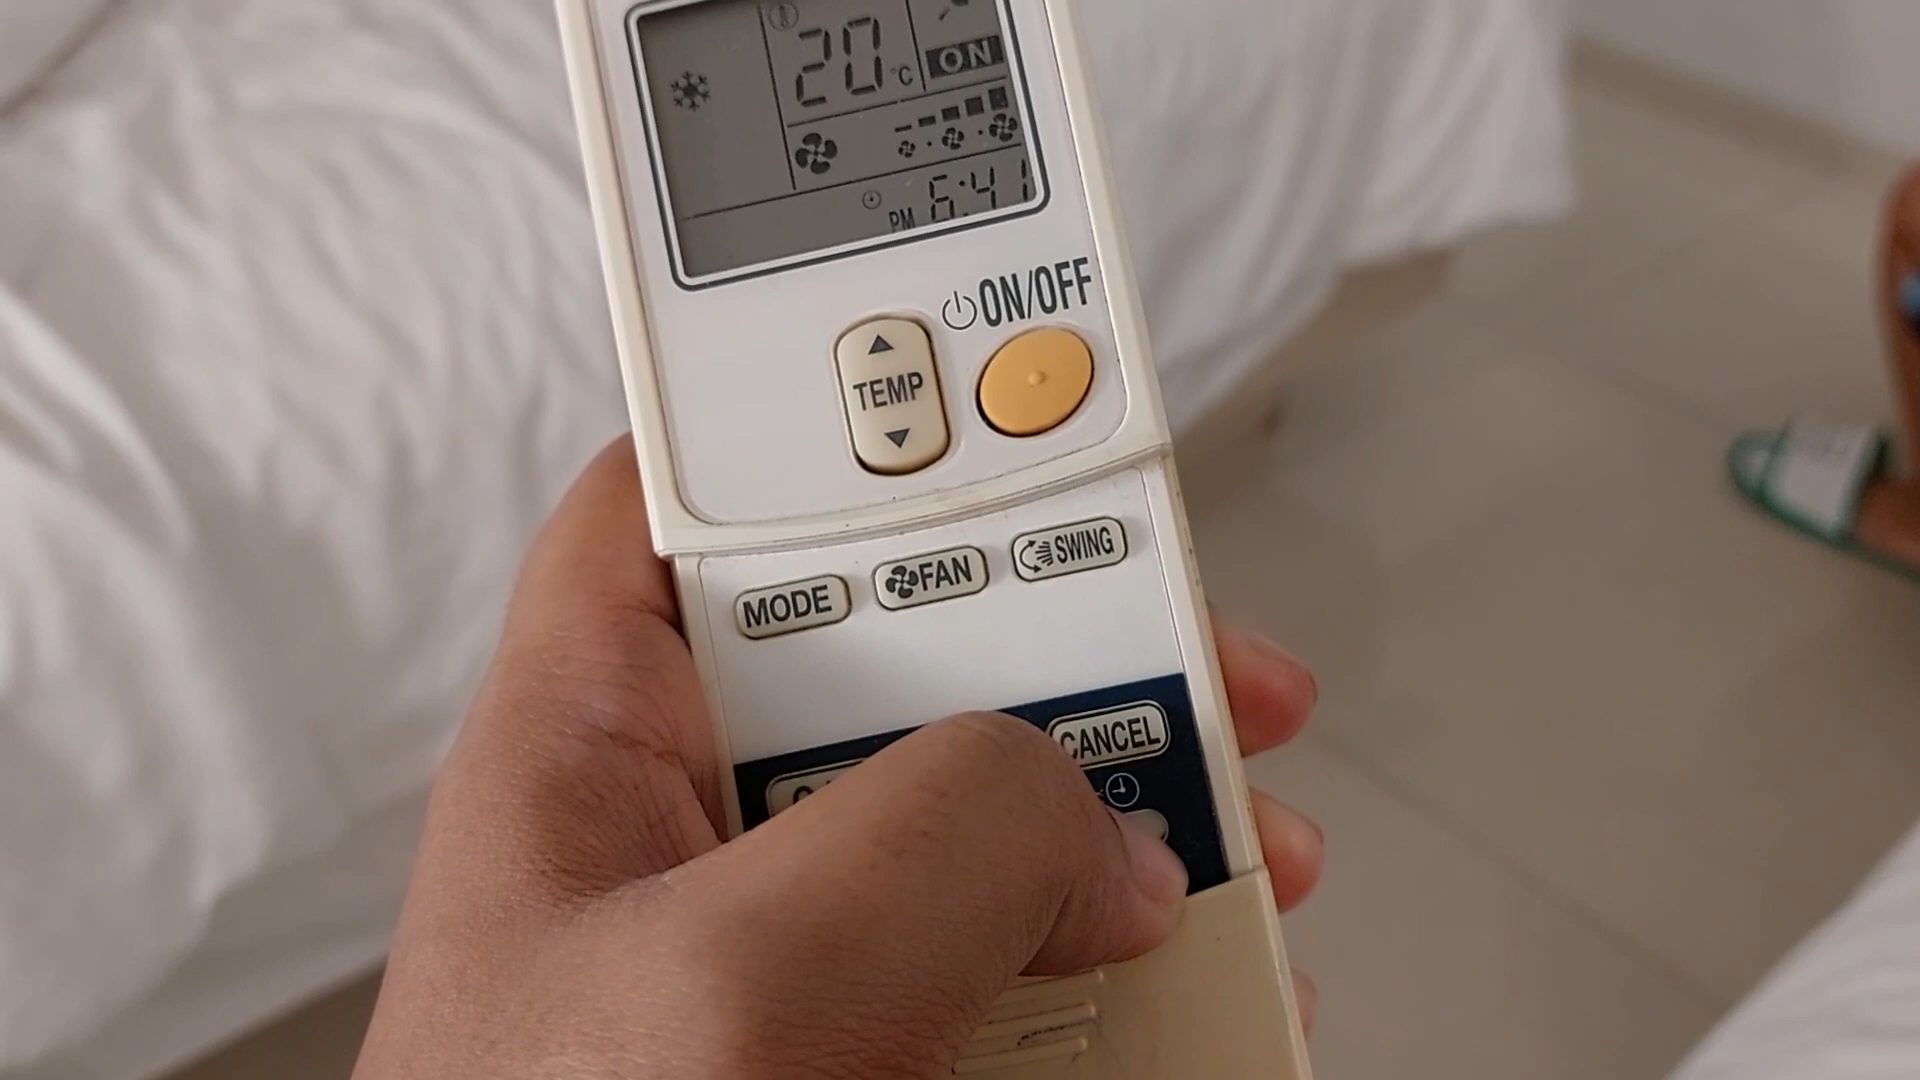 20°C
ON
PM 6:41
ON/OFF
TEMP
MODE
FAN
SWING
CANCEL